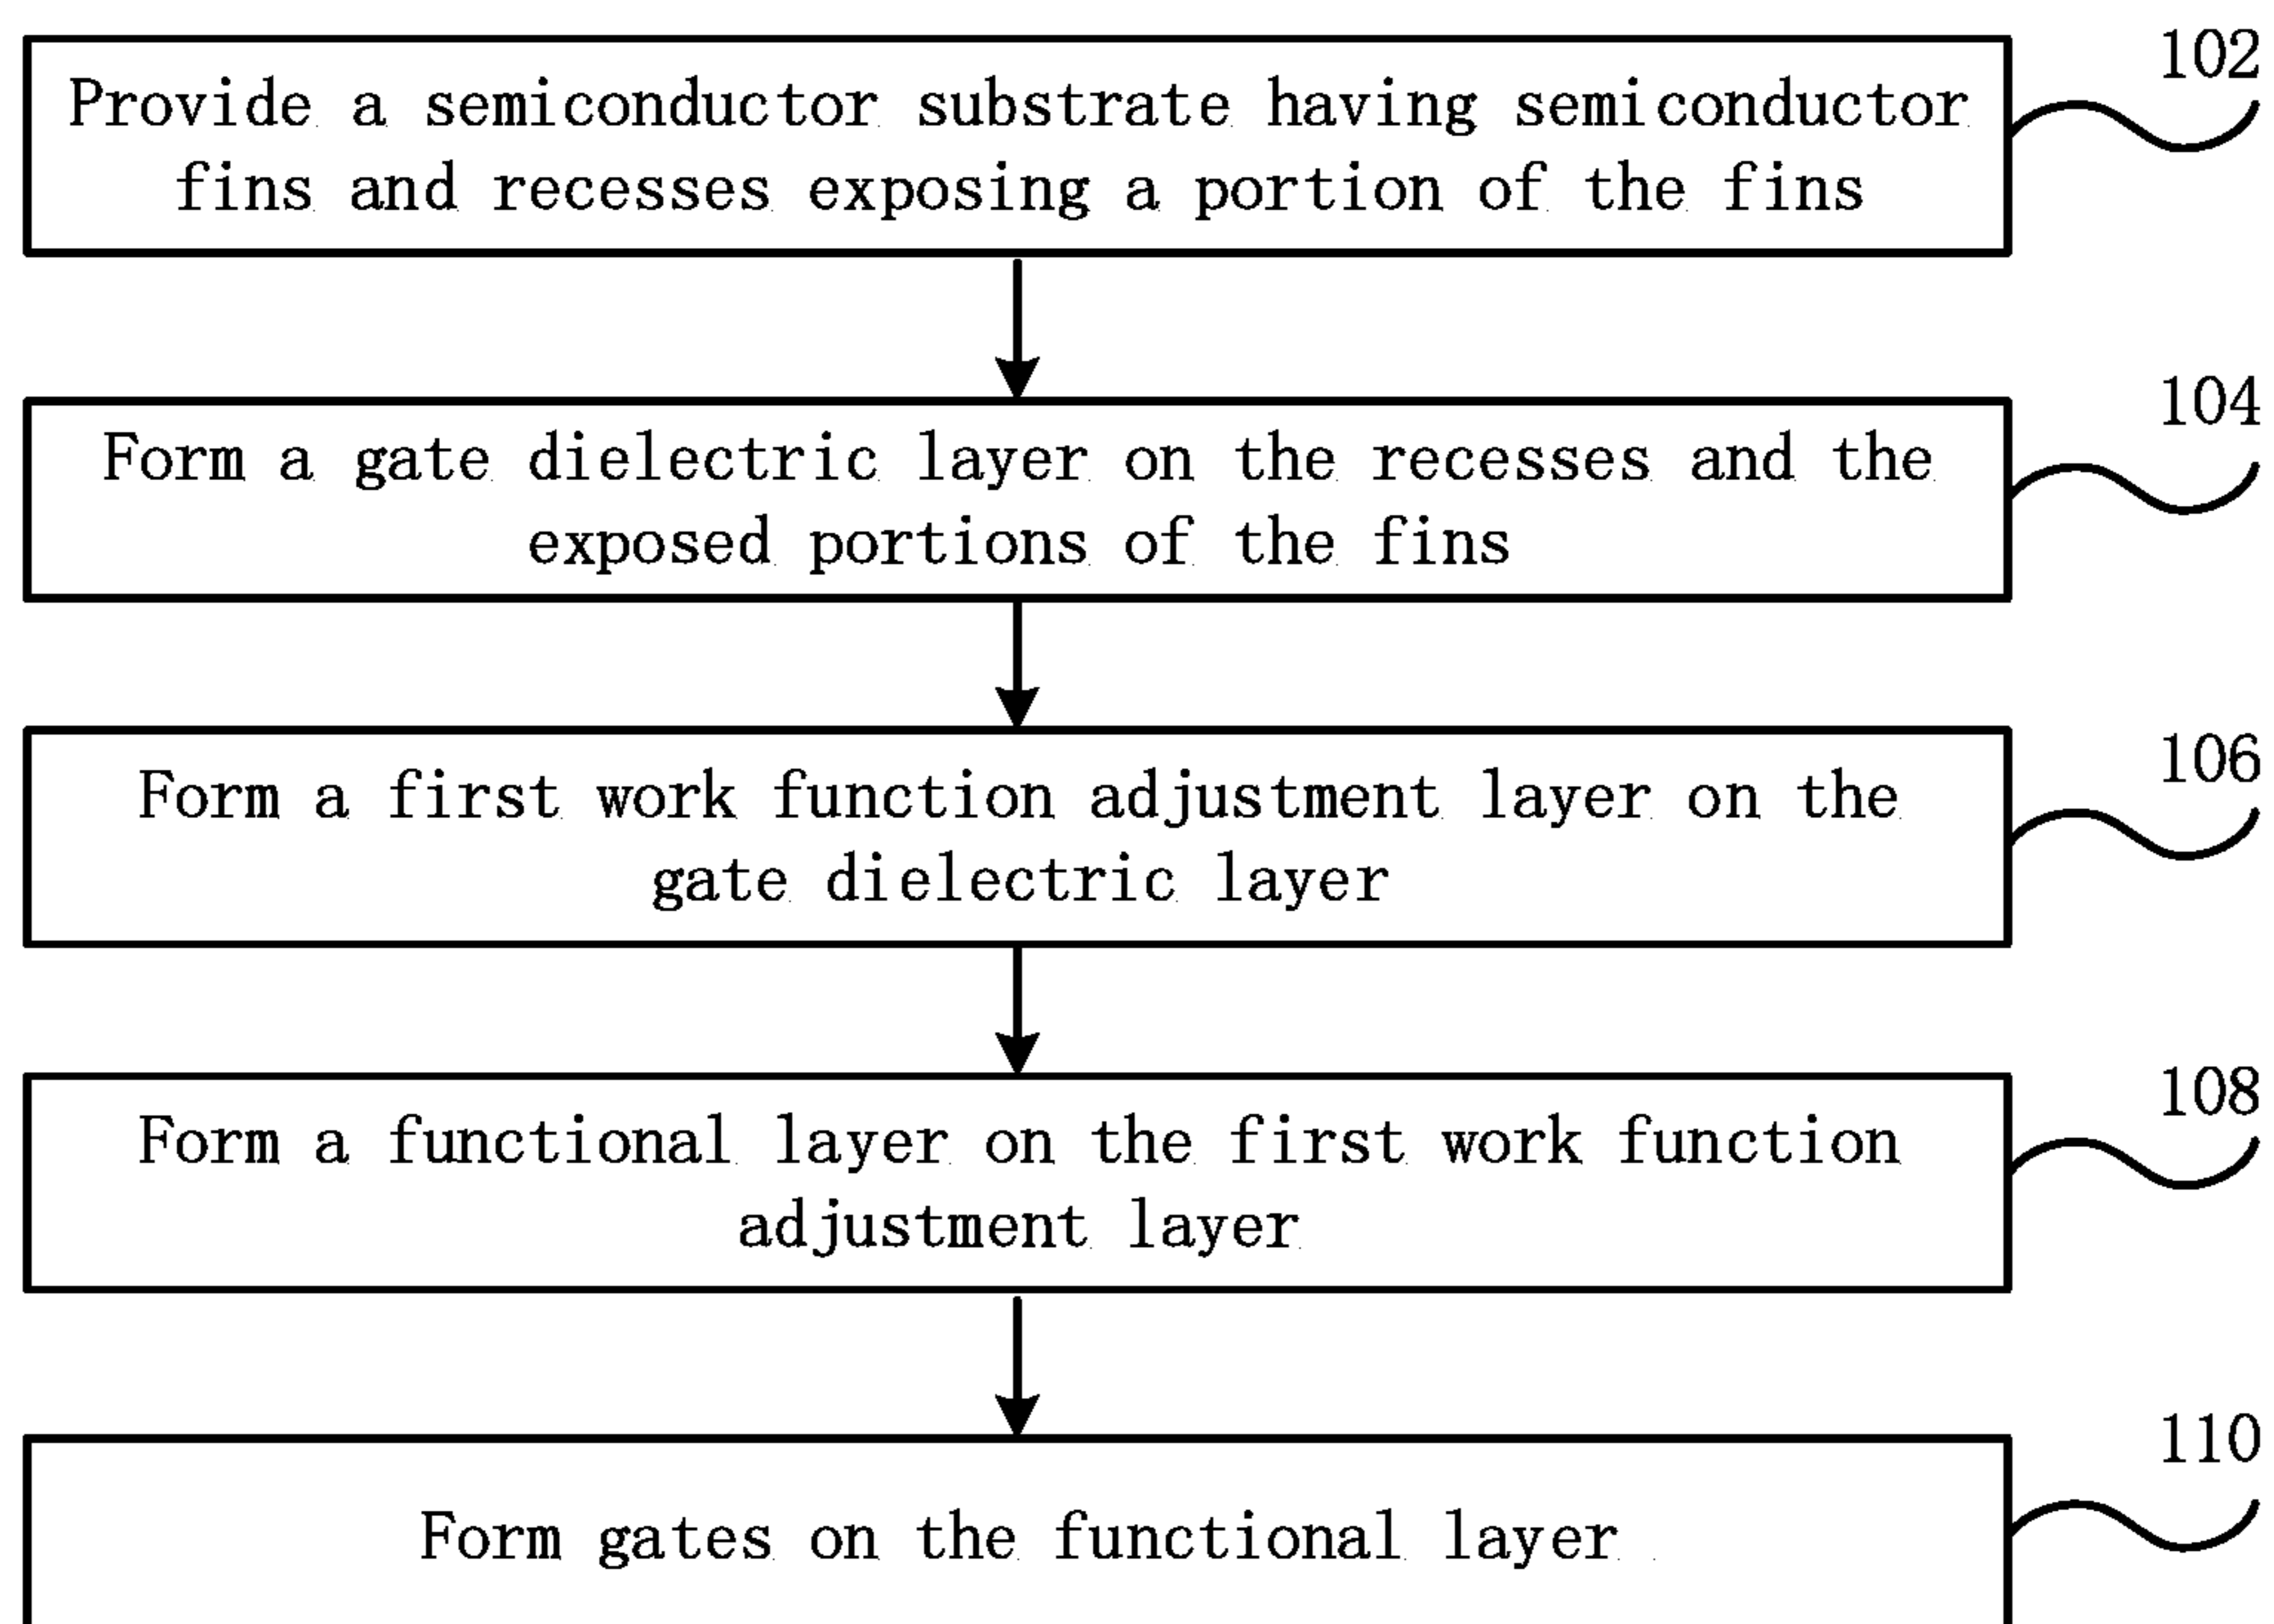 102
Provide a semiconductor substrate having semiconductor
fins and recesses exposing a portion of the fins
104
Form a gate dielectric layer on the recesses and the
exposed portions of the fins
106
Form a first work function adjustment layer on the
gate dielectric layer
108
Form a functional layer on the first work function
adjustment layer
110
Form gates on the functional layer